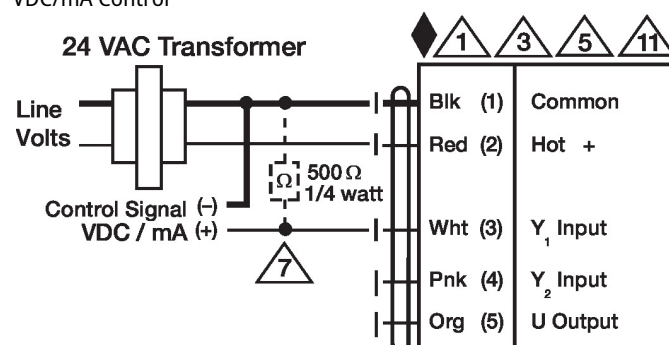 VDC/mA Control
24 VAC Transformer
1 3 5 11
Line
Volts
Blk (1) Common
Red (2) Hot +
Ω 500 Ω
1/4 watt
Control Signal (-)
VDC / mA (+)
Wht (3) Y1 Input
7
Pnk (4) Y2 Input
Org (5) U Output